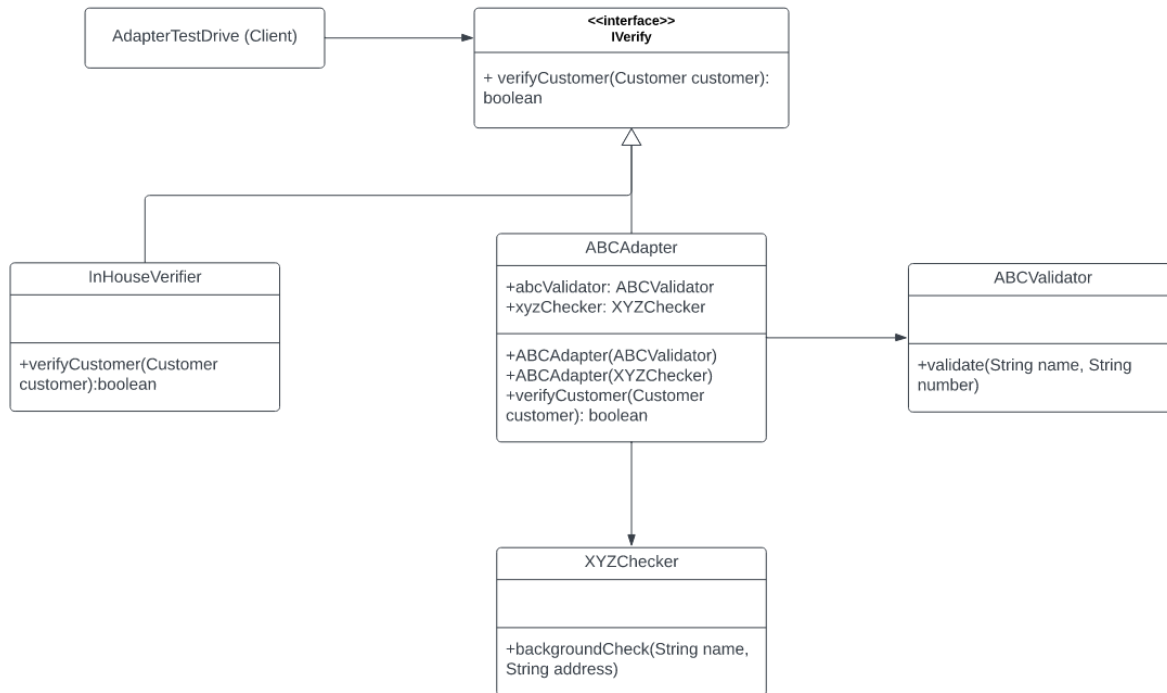 AdapterTestDrive (Client)
<<interface>>
IVerify
+ verifyCustomer(Customer customer):
boolean
InHouseVerifier
+verifyCustomer(Customer
customer):boolean
ABCAdapter
+abcValidator: ABCValidator
+xyzChecker: XYZChecker
+ABCAdapter(ABCValidator)
+ABCAdapter(XYZChecker)
+verifyCustomer(Customer
customer): boolean
ABCValidator
+validate(String name, String
number)
XYZChecker
+backgroundCheck(String name,
String address)